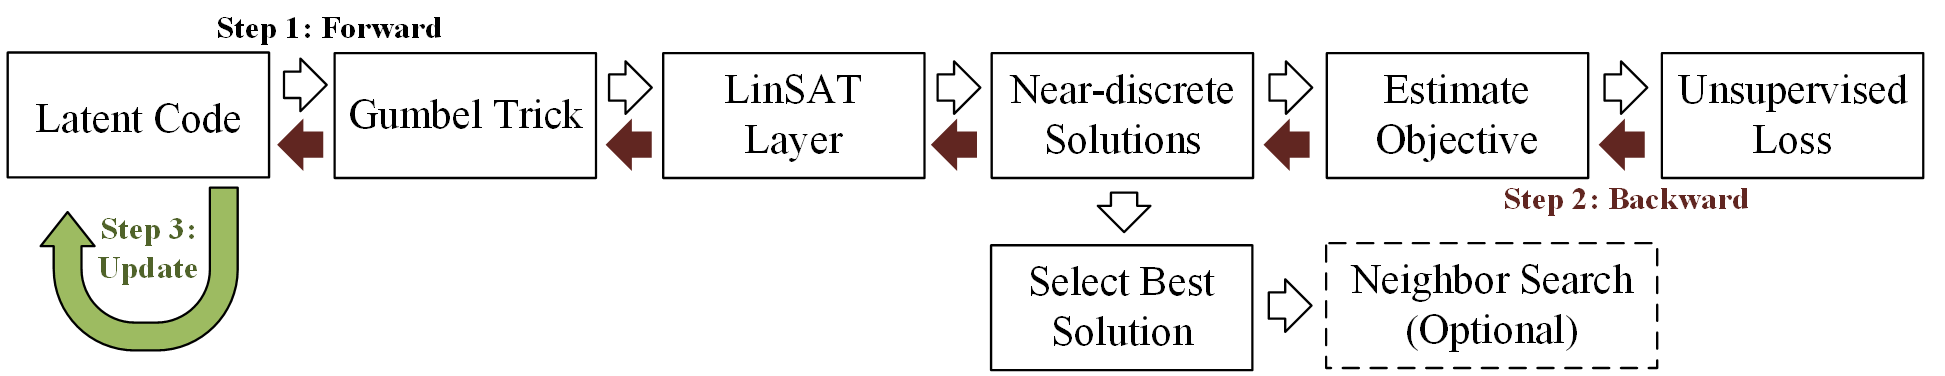 Step 1: Forward
Latent Code
Gumbel Trick
LinSAT
Layer
Near-discrete
Solutions
Estimate
Objective
Unsupervised
Loss
Step 2: Backward
Step 3:
Update
Select Best
Solution
Neighbor Search
(Optional)